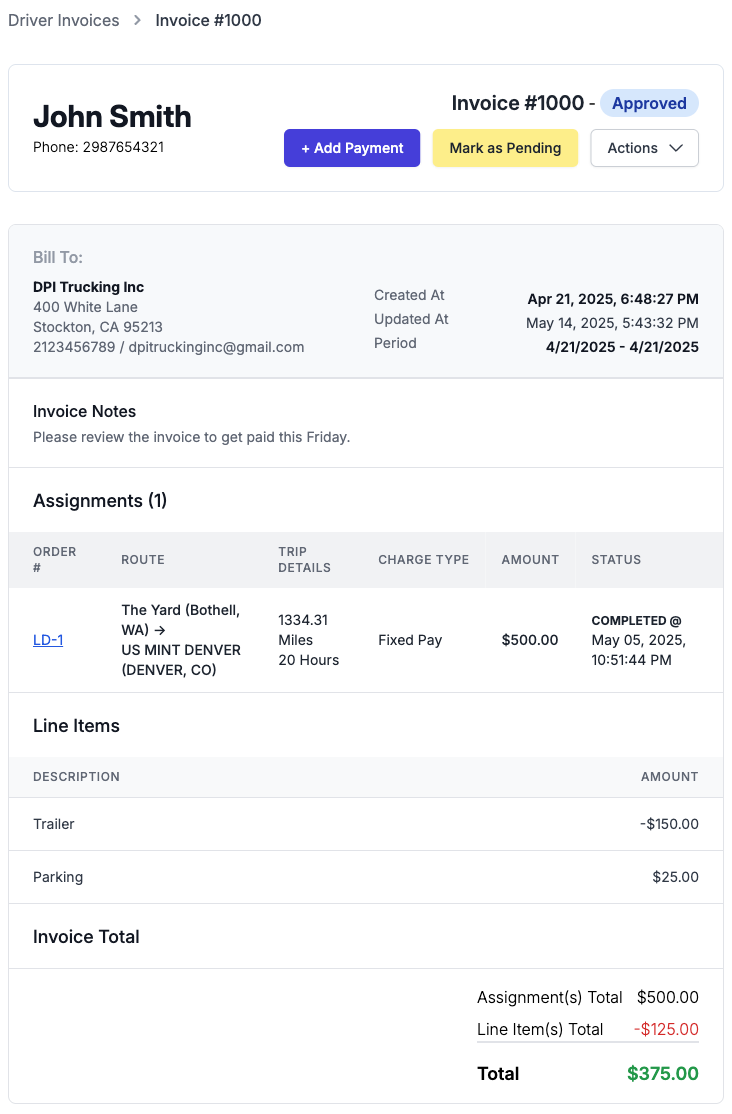 Driver Invoices > Invoice #1000
John Smith
Phone: 2987654321
Invoice #1000 - Approved
+ Add Payment
Mark as Pending
Actions
Bill To:
DPI Trucking Inc
400 White Lane
Stockton, CA 95213
2123456789 / dpitruckinginc@gmail.com
Created At Apr 21, 2025, 6:48:27 PM
Updated At May 14, 2025, 5:43:32 PM
Period 4/21/2025 - 4/21/2025
Invoice Notes
Please review the invoice to get paid this Friday.
Assignments (1)
ORDER
#
ROUTE
TRIP
DETAILS
CHARGE TYPE
AMOUNT
STATUS
LD-1
The Yard (Bothell,
WA) →
US MINT DENVER
(DENVER, CO)
1334.31
Miles
20 Hours
Fixed Pay
$500.00
COMPLETED @
May 05, 2025,
10:51:44 PM
Line Items
DESCRIPTION AMOUNT
Trailer -$150.00
Parking $25.00
Invoice Total
Assignment(s) Total $500.00
Line Item(s) Total -$125.00
Total $375.00